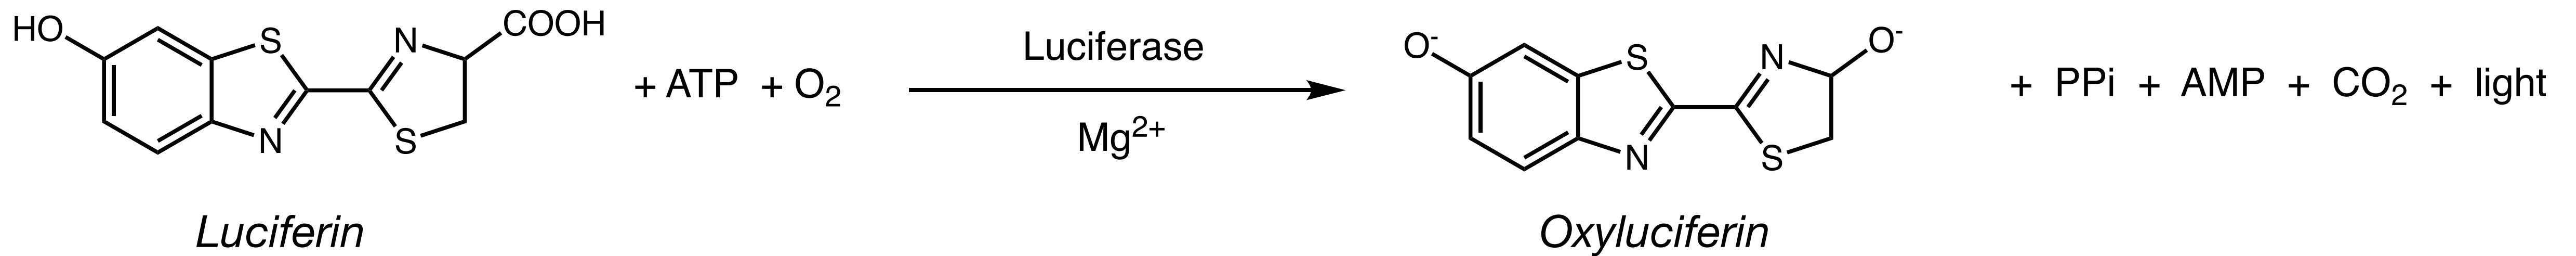 HO
S
N
N
S
COOH
+ ATP + O₂
Luciferase
Mg²⁺
O⁻
S
N
N
S
O⁻
+ PPi + AMP + CO₂ + light
Luciferin
Oxyluciferin